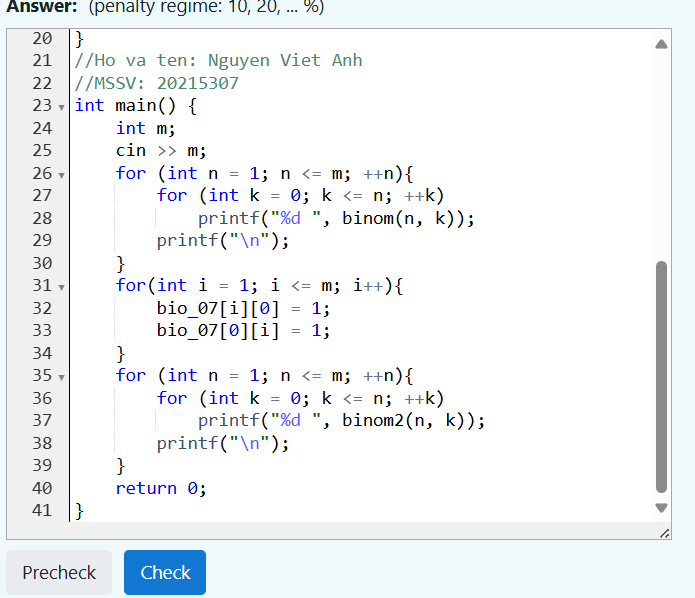 Answer: (penalty regime: 10, 20, ... %)
20 }
21 //Ho va ten: Nguyen Viet Anh
22 //MSSV: 20215307
23 int main() {
24 int m;
25 cin >> m;
26 for (int n = 1; n <= m; ++n){
27 for (int k = 0; k <= n; ++k)
28 printf("%d ", binom(n, k));
29 printf("\n");
30 }
31 for(int i = 1; i <= m; i++){
32 bio_07[i][0] = 1;
33 bio_07[0][i] = 1;
34 }
35 for (int n = 1; n <= m; ++n){
36 for (int k = 0; k <= n; ++k)
37 printf("%d ", binom2(n, k));
38 printf("\n");
39 }
40 return 0;
41 }
Precheck Check